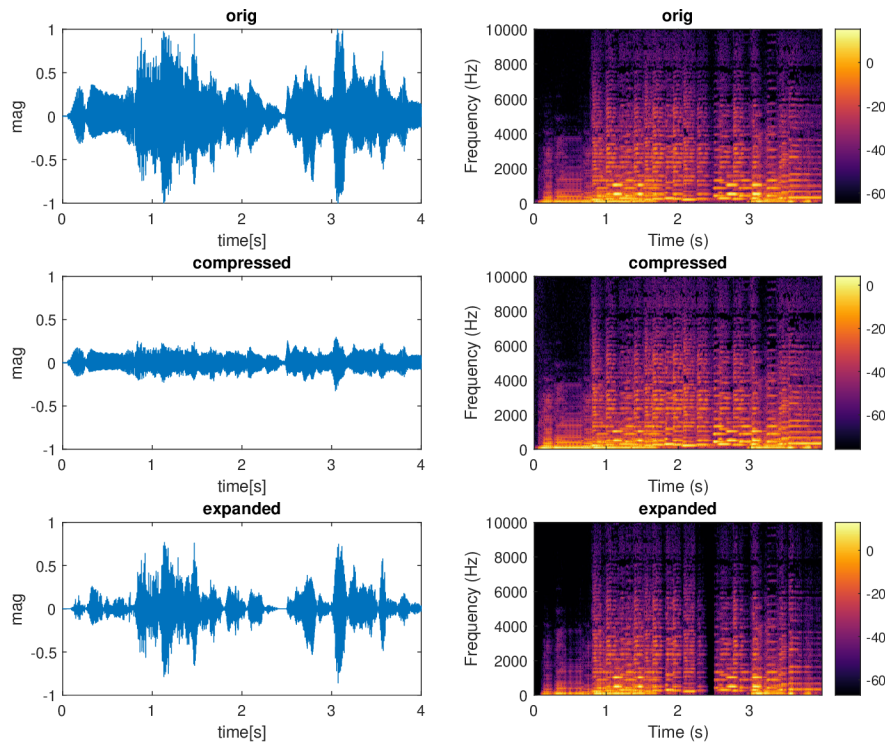 orig
1
0.5
0
-0.5
-1
mag
0 1 2 3 4
time[s]
orig
10000
8000
6000
4000
2000
0
Frequency (Hz)
0 1 2 3
Time (s)
0
-20
-40
-60
compressed
1
0.5
0
-0.5
-1
mag
0 1 2 3 4
time[s]
compressed
10000
8000
6000
4000
2000
0
Frequency (Hz)
0 1 2 3
Time (s)
0
-20
-40
-60
expanded
1
0.5
0
-0.5
-1
mag
0 1 2 3 4
time[s]
expanded
10000
8000
6000
4000
2000
0
Frequency (Hz)
0 1 2 3
Time (s)
0
-20
-40
-60